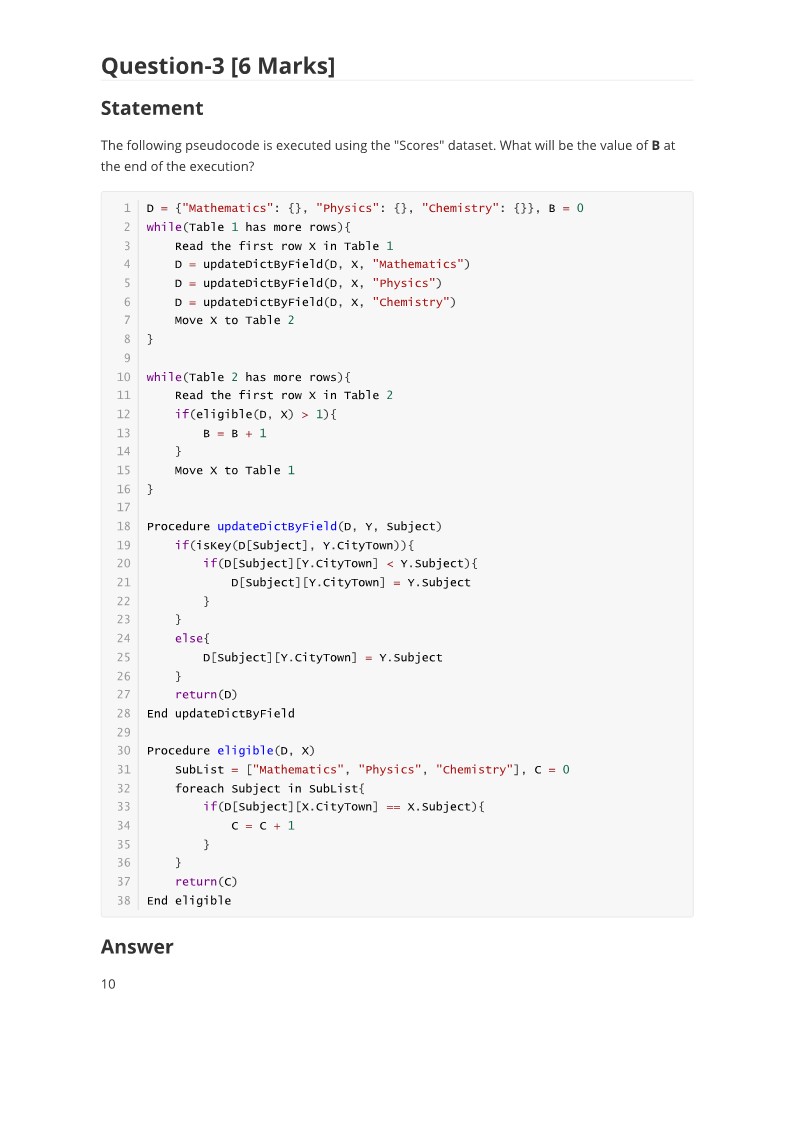 Question-3 [6 Marks]
Statement
The following pseudocode is executed using the "Scores" dataset. What will be the value of B at
the end of the execution?
1 D = {"Mathematics": {}, "Physics": {}, "Chemistry": {}}, B = 0
2 while(Table 1 has more rows){
3     Read the first row X in Table 1
4     D = updateDictByField(D, X, "Mathematics")
5     D = updateDictByField(D, X, "Physics")
6     D = updateDictByField(D, X, "Chemistry")
7     Move X to Table 2
8 }
9
10 while(Table 2 has more rows){
11     Read the first row X in Table 2
12     if(eligible(D, X) > 1){
13         B = B + 1
14     }
15     Move X to Table 1
16 }
17
18 Procedure updateDictByField(D, Y, Subject)
19     if(isKey(D[Subject], Y.CityTown)){
20         if(D[Subject][Y.CityTown] < Y.Subject){
21             D[Subject][Y.CityTown] = Y.Subject
22         }
23     }
24     else{
25         D[Subject][Y.CityTown] = Y.Subject
26     }
27     return(D)
28 End updateDictByField
29
30 Procedure eligible(D, X)
31     SubList = ["Mathematics", "Physics", "Chemistry"], C = 0
32     foreach Subject in SubList{
33         if(D[Subject][X.CityTown] == X.Subject){
34             C = C + 1
35         }
36     }
37     return(C)
38 End eligible
Answer
10